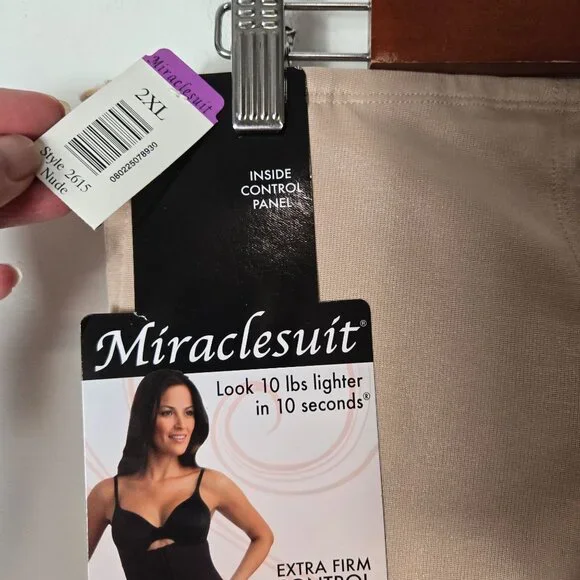 Miraclesuit
2XL
080225078930
Style 2615
Nude
INSIDE
CONTROL
PANEL
Miraclesuit®
Look 10 lbs lighter
in 10 seconds®
EXTRA FIRM
CONTROL